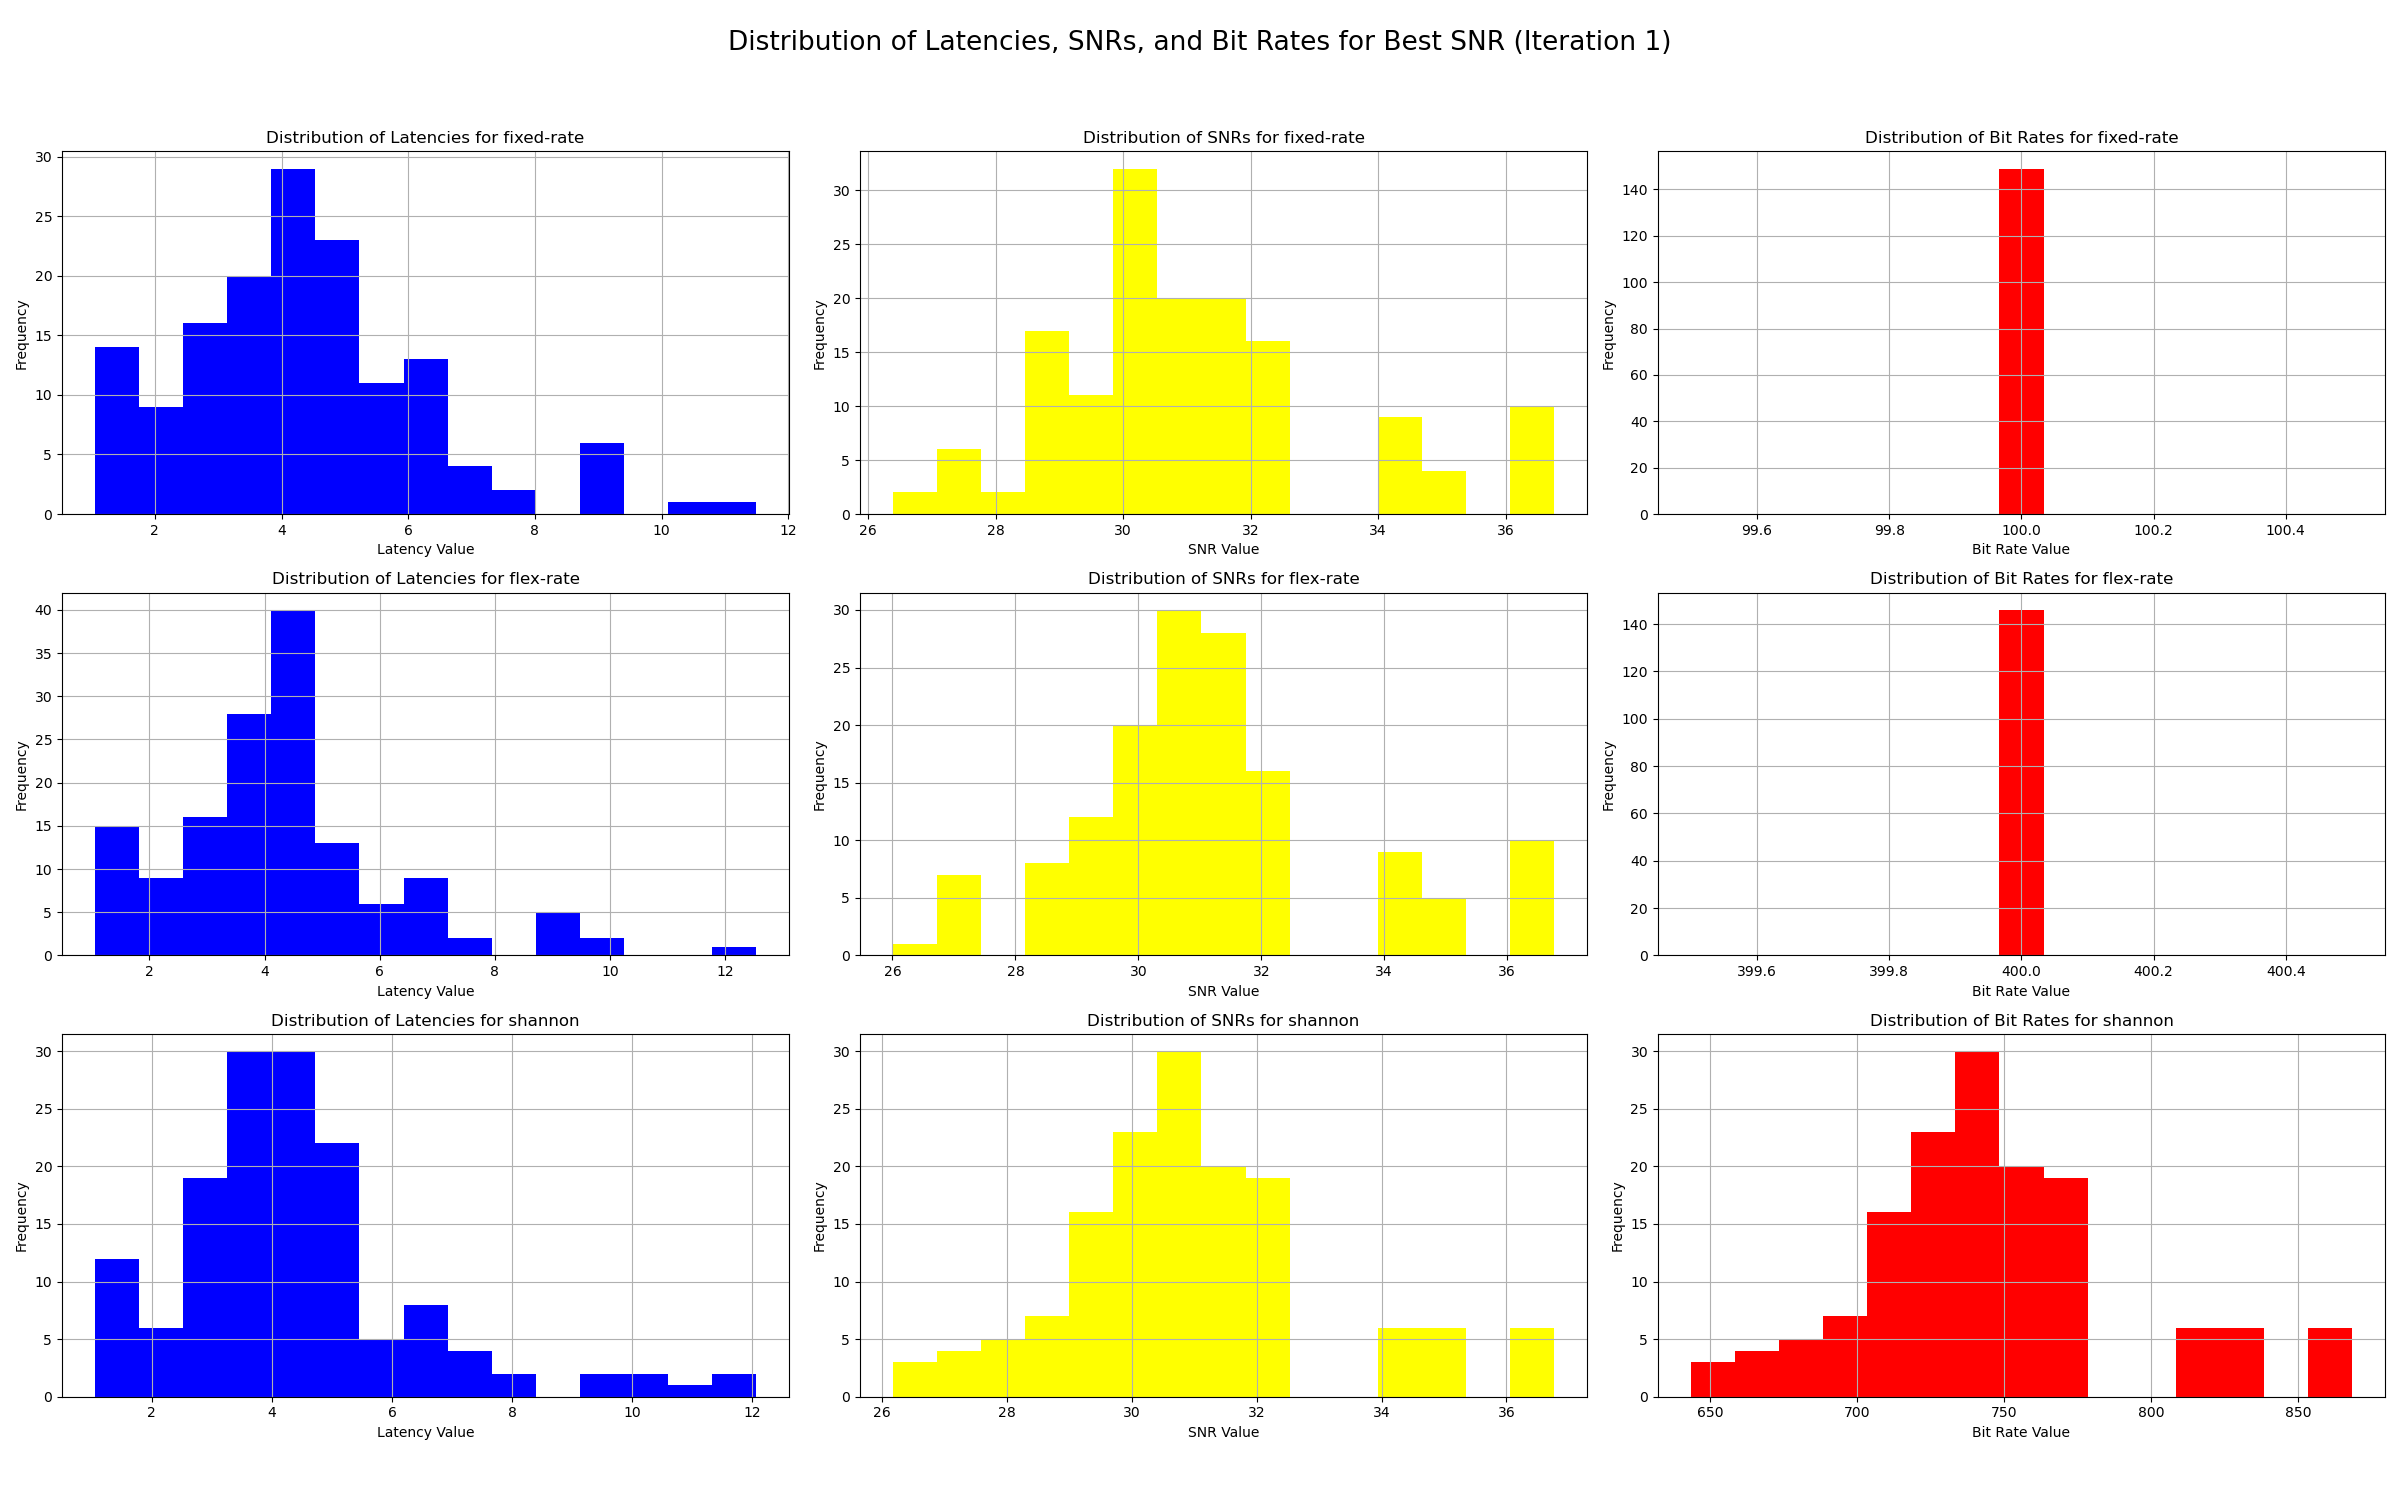 Distribution of Latencies, SNRs, and Bit Rates for Best SNR (Iteration 1)
Distribution of Latencies for fixed-rate
Frequency
30
25
20
15
10
5
0
2 4 6 8 10 12
Latency Value
Distribution of SNRs for fixed-rate
Frequency
30
25
20
15
10
5
0
26 28 30 32 34 36
SNR Value
Distribution of Bit Rates for fixed-rate
Frequency
140
120
100
80
60
40
20
0
99.6 99.8 100.0 100.2 100.4
Bit Rate Value
Distribution of Latencies for flex-rate
Frequency
40
35
30
25
20
15
10
5
0
2 4 6 8 10 12
Latency Value
Distribution of SNRs for flex-rate
Frequency
30
25
20
15
10
5
0
26 28 30 32 34 36
SNR Value
Distribution of Bit Rates for flex-rate
Frequency
140
120
100
80
60
40
20
0
399.6 399.8 400.0 400.2 400.4
Bit Rate Value
Distribution of Latencies for shannon
Frequency
30
25
20
15
10
5
0
2 4 6 8 10 12
Latency Value
Distribution of SNRs for shannon
Frequency
30
25
20
15
10
5
0
26 28 30 32 34 36
SNR Value
Distribution of Bit Rates for shannon
Frequency
30
25
20
15
10
5
0
650 700 750 800 850
Bit Rate Value